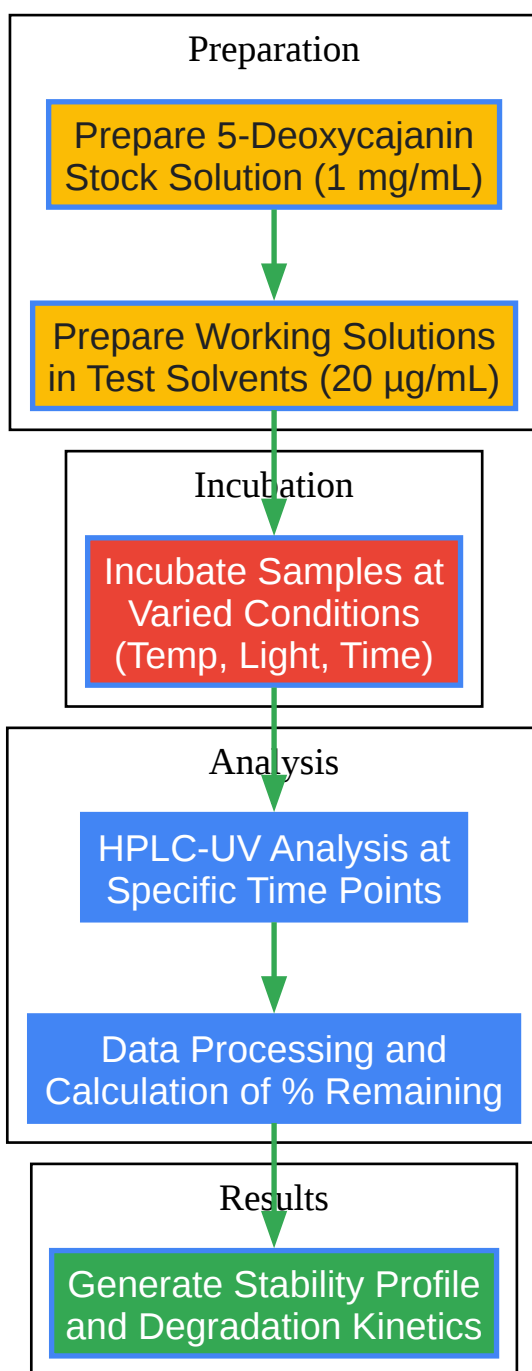 Preparation
Prepare 5-Deoxycajanin
Stock Solution (1 mg/mL)
Prepare Working Solutions
in Test Solvents (20 µg/mL)
Incubation
Incubate Samples at
Varied Conditions
(Temp, Light, Time)
Analysis
HPLC-UV Analysis at
Specific Time Points
Data Processing and
Calculation of % Remaining
Results
Generate Stability Profile
and Degradation Kinetics